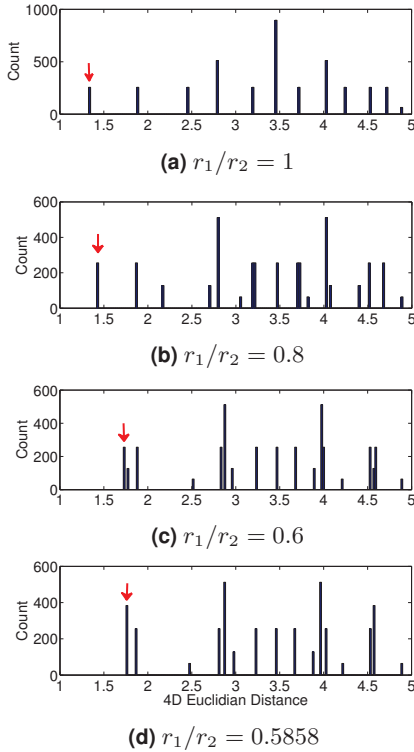 1000
500
0
Count
1 1.5 2 2.5 3 3.5 4 4.5 5
(a) r₁/r₂ = 1
600
400
200
0
Count
1 1.5 2 2.5 3 3.5 4 4.5 5
(b) r₁/r₂ = 0.8
600
400
200
0
Count
1 1.5 2 2.5 3 3.5 4 4.5 5
(c) r₁/r₂ = 0.6
600
400
200
0
Count
1 1.5 2 2.5 3 3.5 4 4.5 5
4D Euclidian Distance
(d) r₁/r₂ = 0.5858